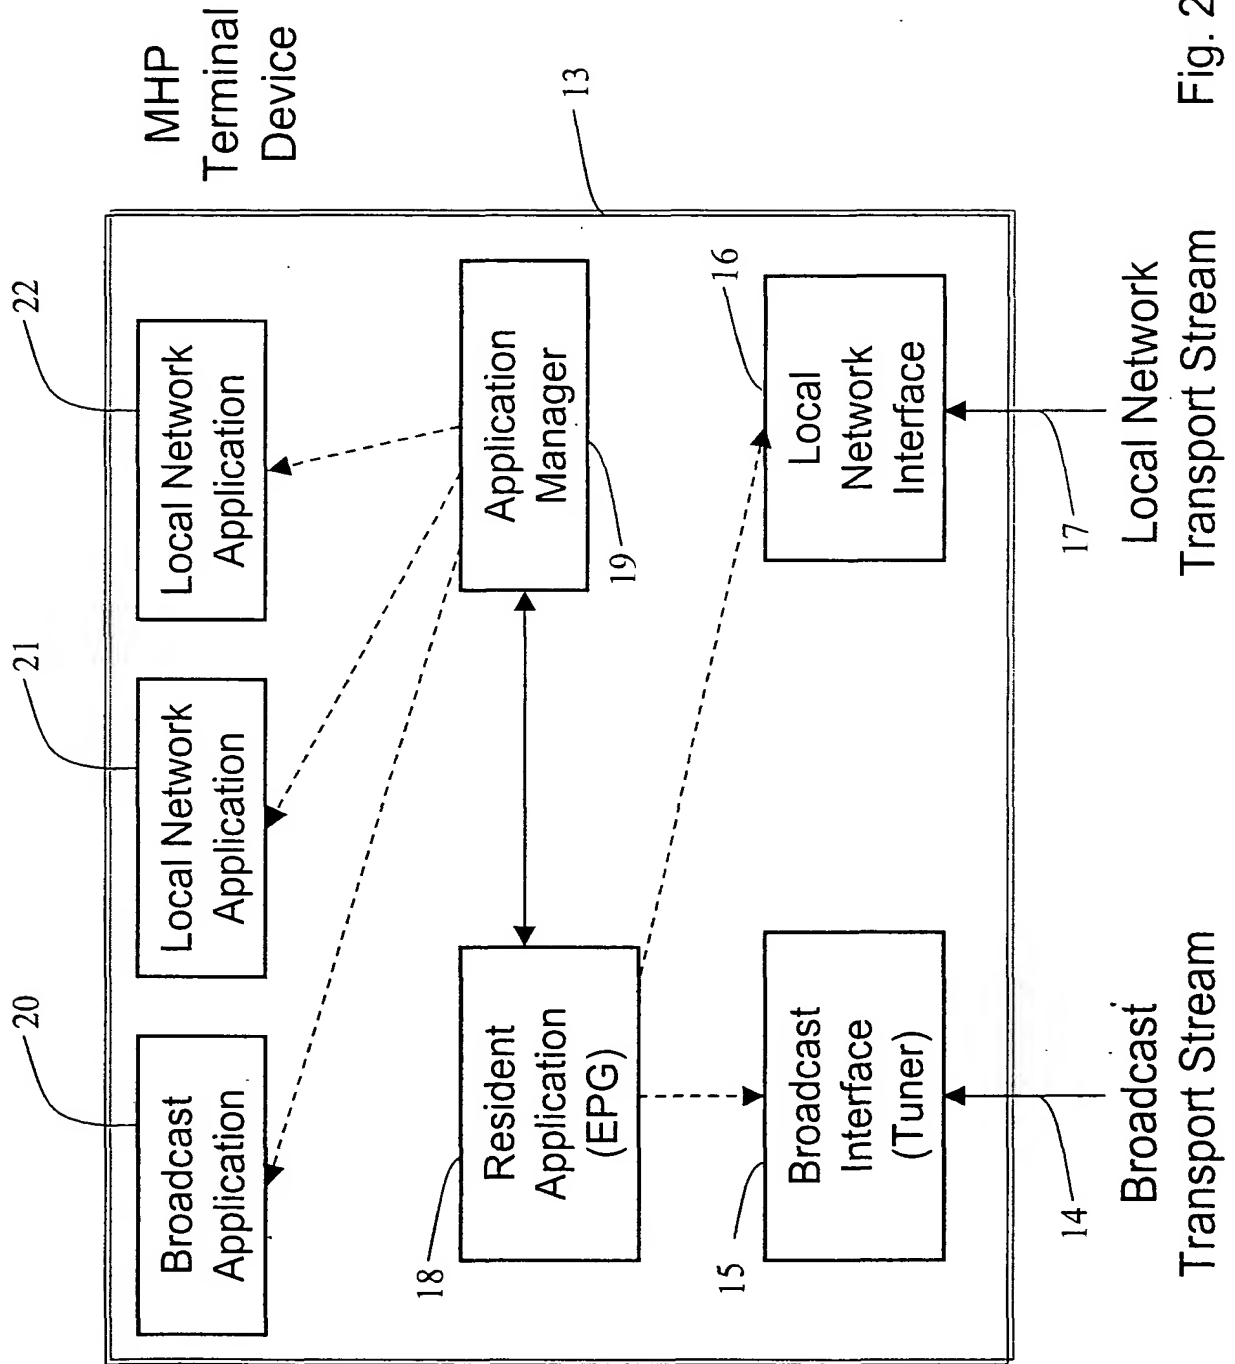 MHP
Terminal
Device
13
20
21
22
Broadcast
Application
Local Network
Application
Local Network
Application
18
Resident
Application
(EPG)
Application
Manager
19
15
Broadcast
Interface
(Tuner)
16
Local
Network
Interface
14
17
Broadcast
Transport Stream
Local Network
Transport Stream
Fig. 2